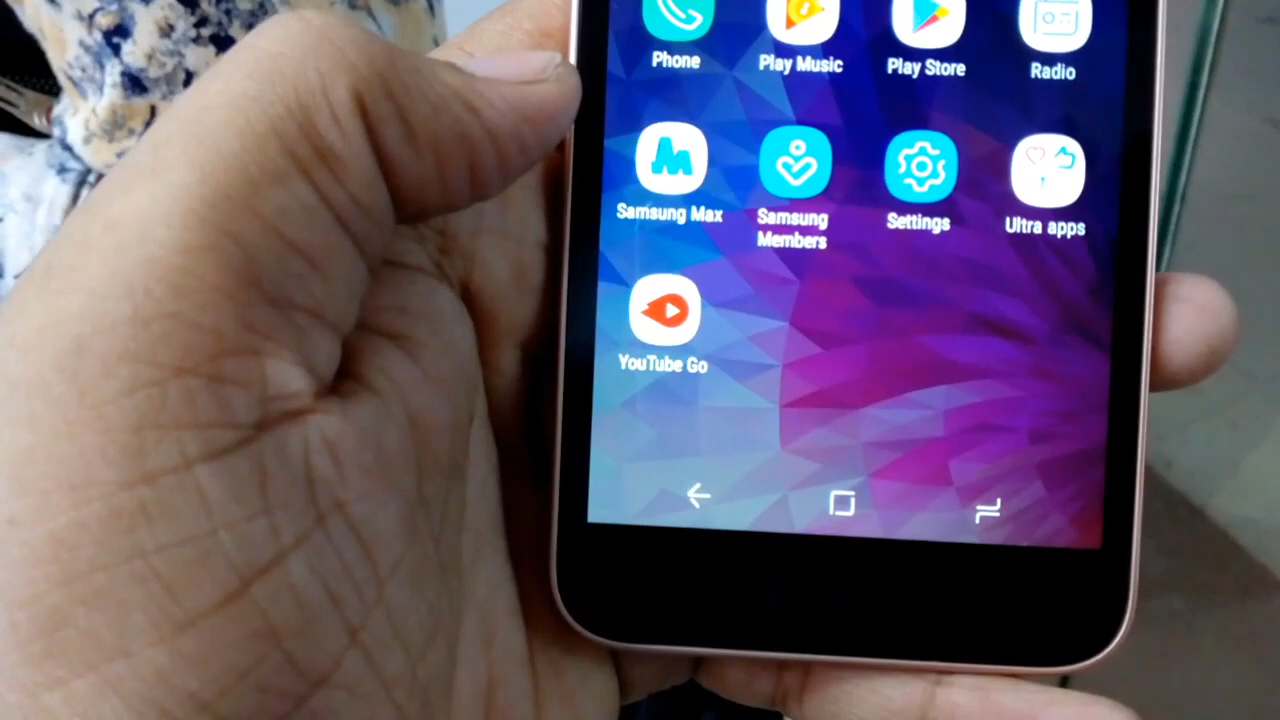 Phone
Play Music
Play Store
Radio
Samsung Max
Samsung
Members
Settings
Ultra apps
YouTube Go